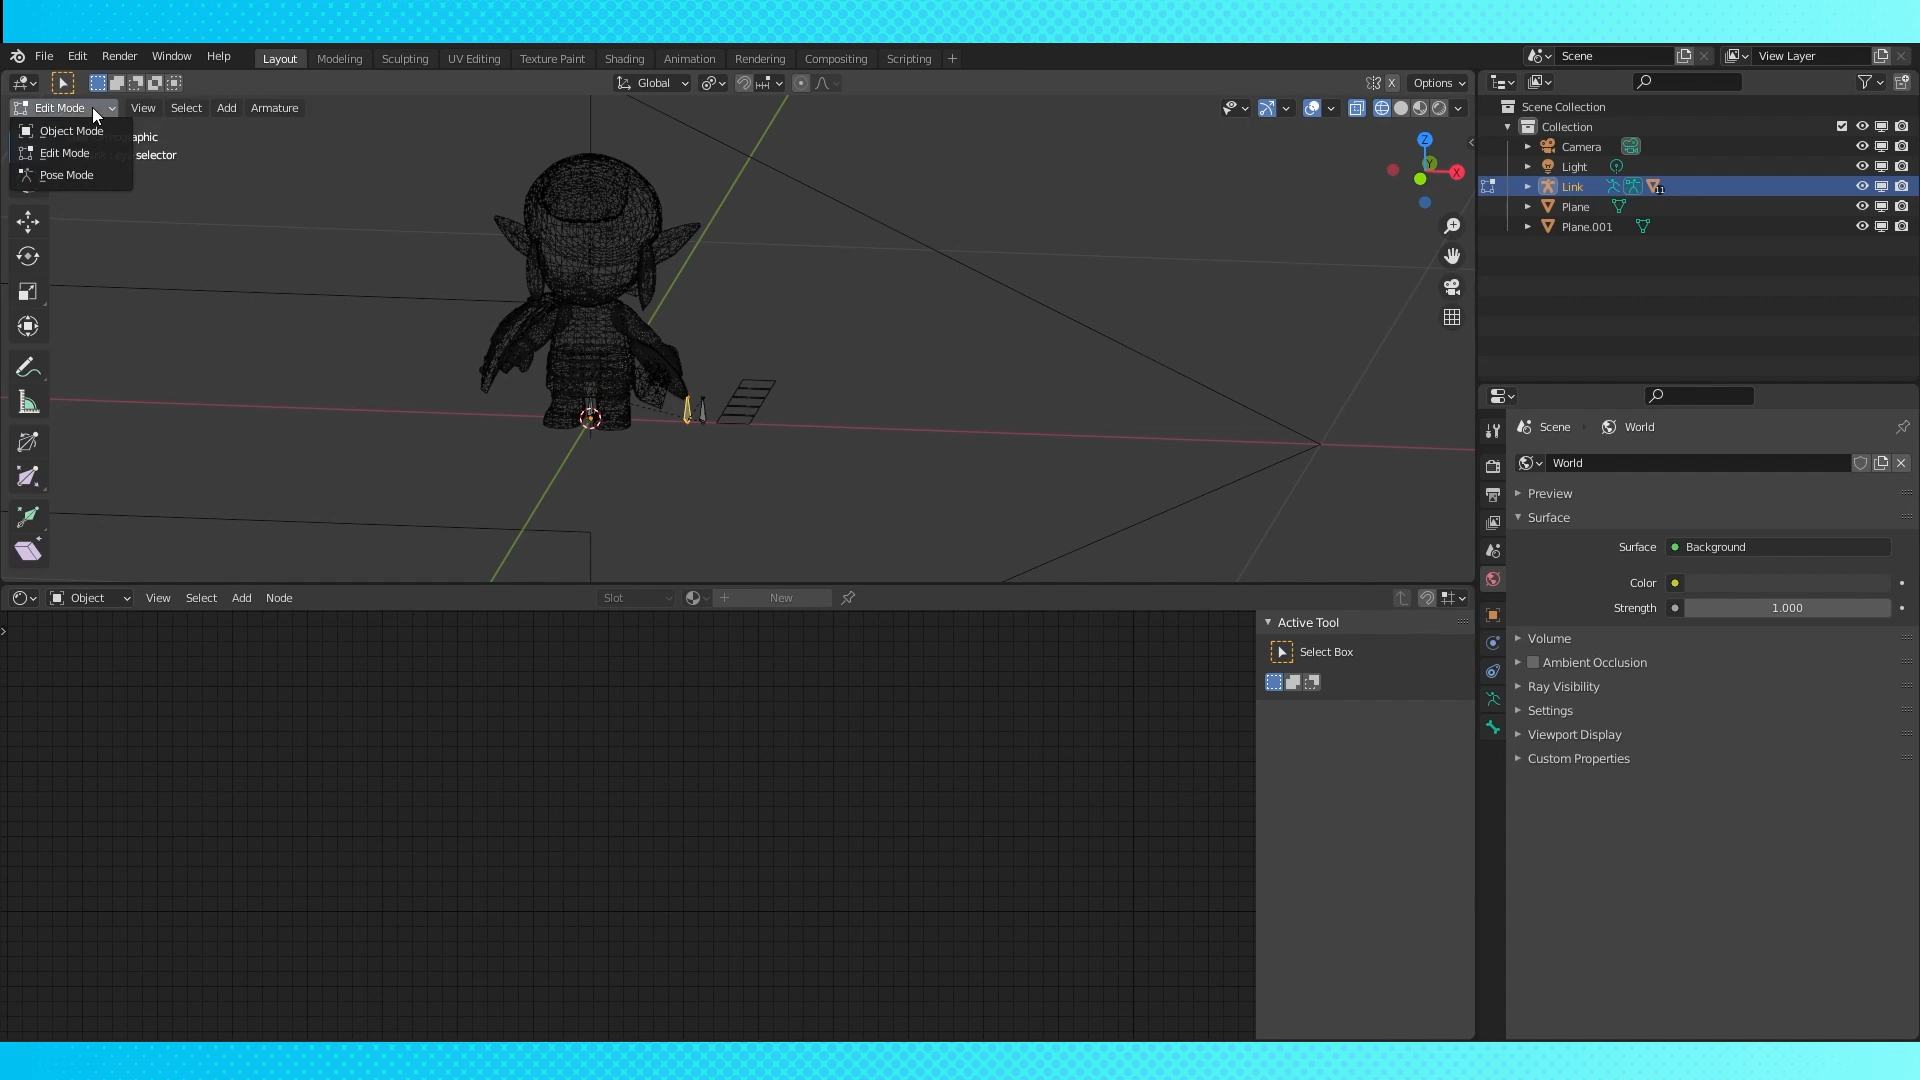 File Edit Render Window Help Layout Modeling Sculpting UV Editing Texture Paint Shading Animation Rendering Compositing Scripting + Scene View Layer
Global Options
Edit Mode View Select Add Armature
Object Mode
Edit Mode
Pose Mode
ographic
selector
Z
Y
X
X
Scene Collection
Collection
Camera
Light
Link 11
Plane
Plane.001
Scene World
World
Preview
Surface
Surface Background
Color
Strength 1.000
Volume
Ambient Occlusion
Ray Visibility
Settings
Viewport Display
Custom Properties
Object View Select Add Node Slot + New
Active Tool
Select Box